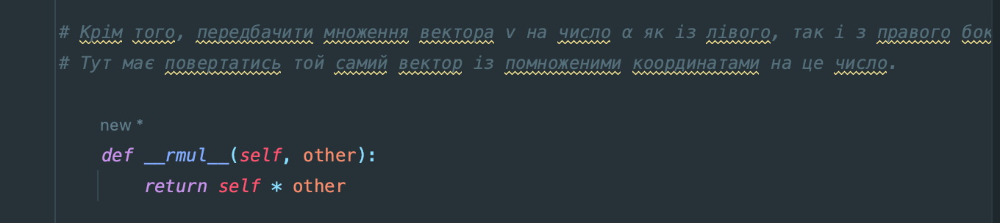 # Крім того, передбачити множення вектора v на число α як із лівого, так і з правого бок
# Тут має повертатись той самий вектор із помноженими координатами на це число.
new *
def __rmul__(self, other):
return self * other